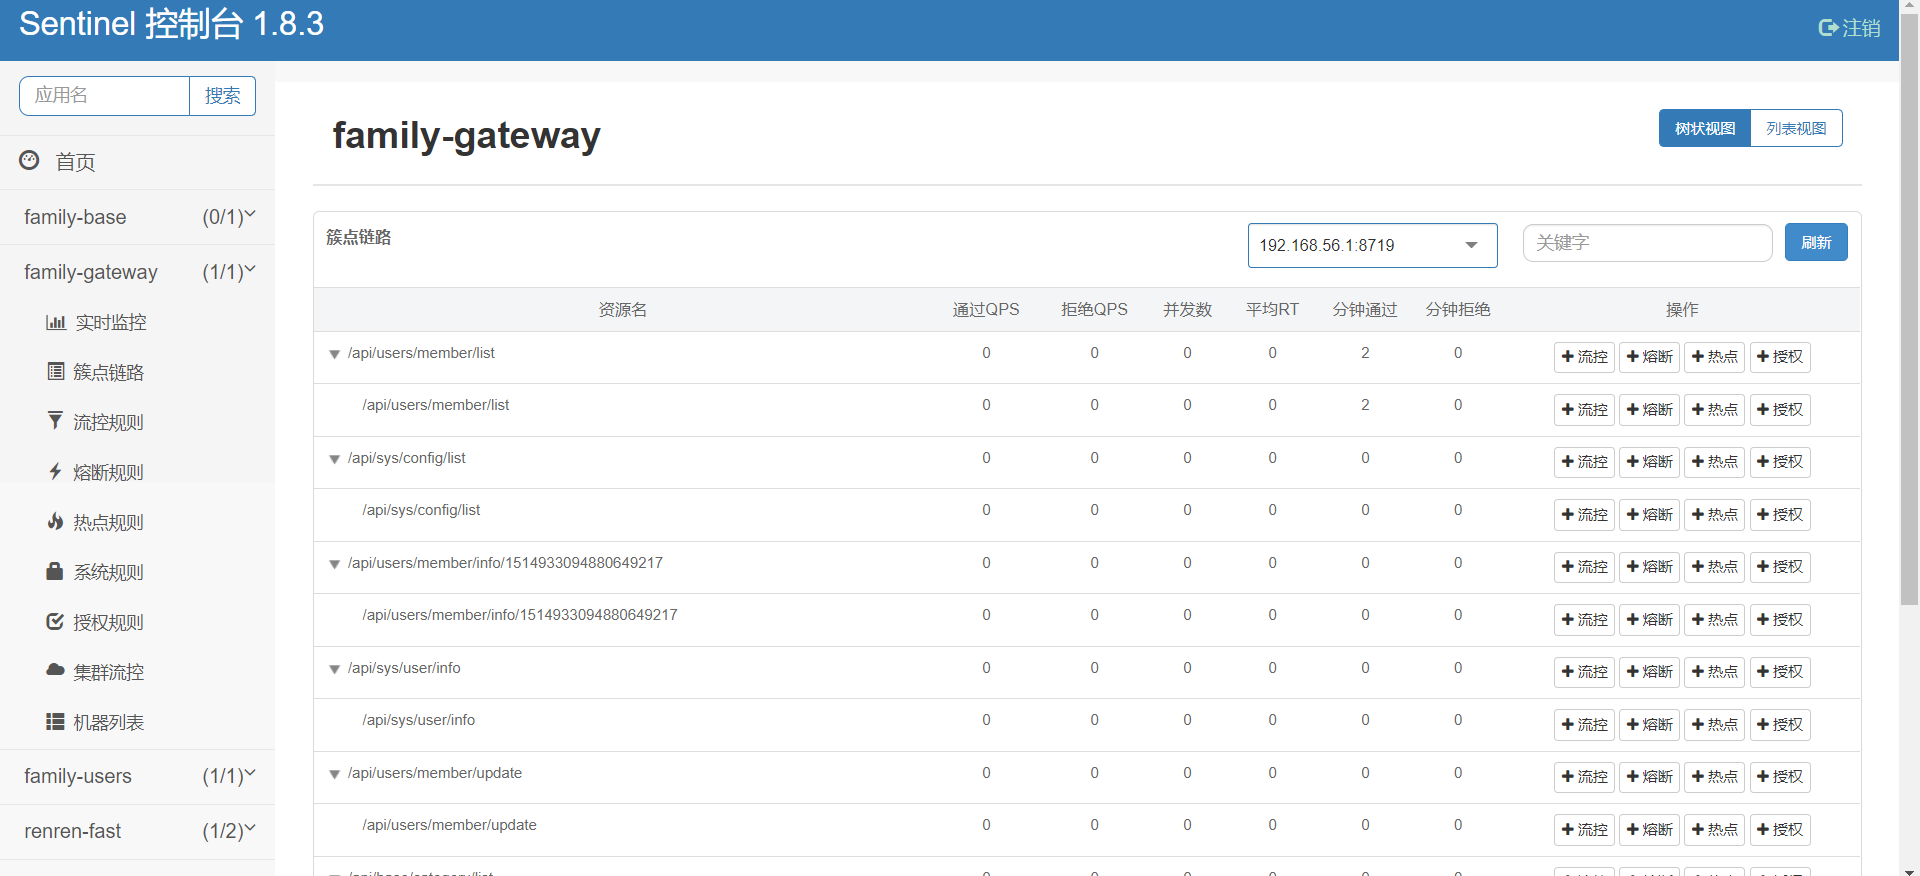 Sentinel 控制台 1.8.3
注销
应用名 搜索
首页
family-base (0/1)
family-gateway (1/1)
实时监控
簇点链路
流控规则
熔断规则
热点规则
系统规则
授权规则
集群流控
机器列表
family-users (1/1)
renren-fast (1/2)
family-gateway
树状视图 列表视图
簇点链路 192.168.56.1:8719 关键字 刷新
资源名 通过QPS 拒绝QPS 并发数 平均RT 分钟通过 分钟拒绝 操作
/api/users/member/list 0 0 0 0 2 0 流控 熔断 热点 授权
/api/users/member/list 0 0 0 0 2 0 流控 熔断 热点 授权
/api/sys/config/list 0 0 0 0 0 0 流控 熔断 热点 授权
/api/sys/config/list 0 0 0 0 0 0 流控 熔断 热点 授权
/api/users/member/info/1514933094880649217 0 0 0 0 0 0 流控 熔断 热点 授权
/api/users/member/info/1514933094880649217 0 0 0 0 0 0 流控 熔断 热点 授权
/api/sys/user/info 0 0 0 0 0 0 流控 熔断 热点 授权
/api/sys/user/info 0 0 0 0 0 0 流控 熔断 热点 授权
/api/users/member/update 0 0 0 0 0 0 流控 熔断 热点 授权
/api/users/member/update 0 0 0 0 0 0 流控 熔断 热点 授权
/api/base/category/list